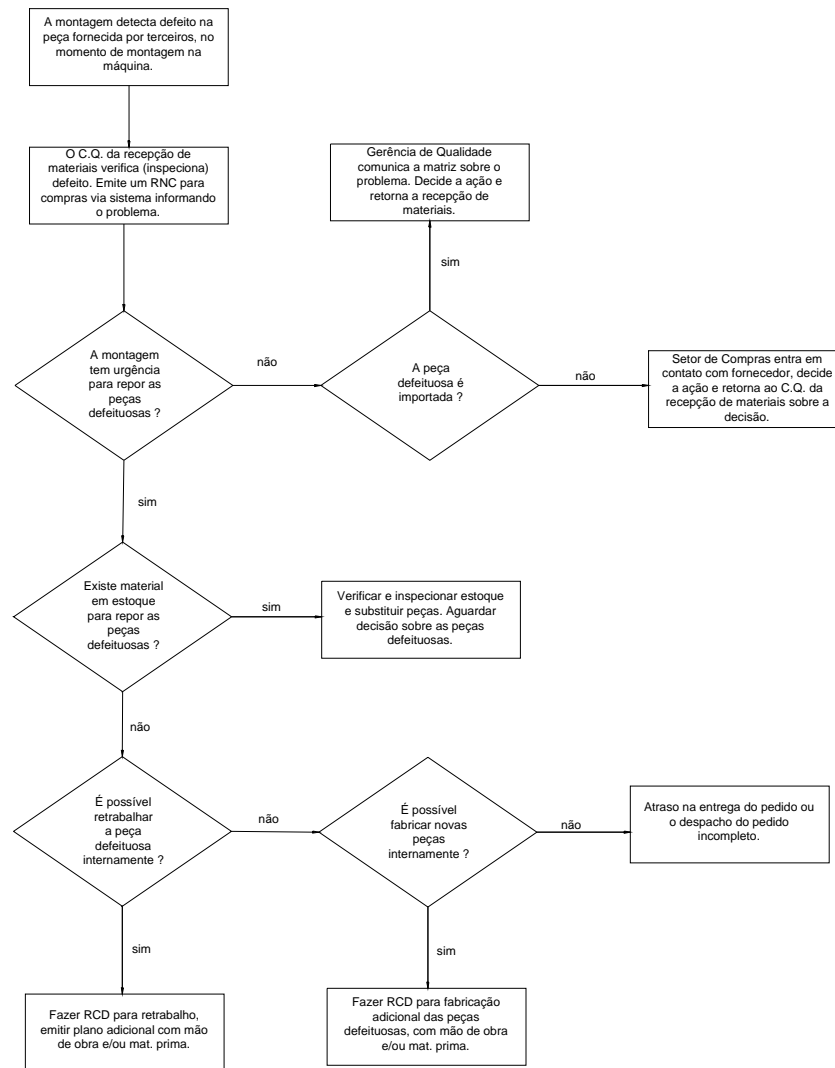 A montagem detecta defeito na
peça fornecida por terceiros, no
momento de montagem na
máquina.
O C.Q. da recepção de
materiais verifica (inspeciona)
defeito. Emite um RNC para
compras via sistema informando
o problema.
Gerência de Qualidade
comunica a matriz sobre o
problema. Decide a ação e
retorna a recepção de
materiais.
sim
A montagem
tem urgência
para repor as
peças
defeituosas ?
não
A peça
defeituosa é
importada ?
não
Setor de Compras entra em
contato com fornecedor, decide
a ação e retorna ao C.Q. da
recepção de materiais sobre a
decisão.
sim
Existe material
em estoque
para repor as
peças
defeituosas ?
sim
Verificar e inspecionar estoque
e substituir peças. Aguardar
decisão sobre as peças
defeituosas.
não
É possível
retrabalhar
a peça
defeituosa
internamente ?
não
É possível
fabricar novas
peças
internamente ?
não
Atraso na entrega do pedido ou
o despacho do pedido
incompleto.
sim
sim
Fazer RCD para retrabalho,
emitir plano adicional com mão
de obra e/ou mat. prima.
Fazer RCD para fabricação
adicional das peças
defeituosas, com mão de obra
e/ou mat. prima.